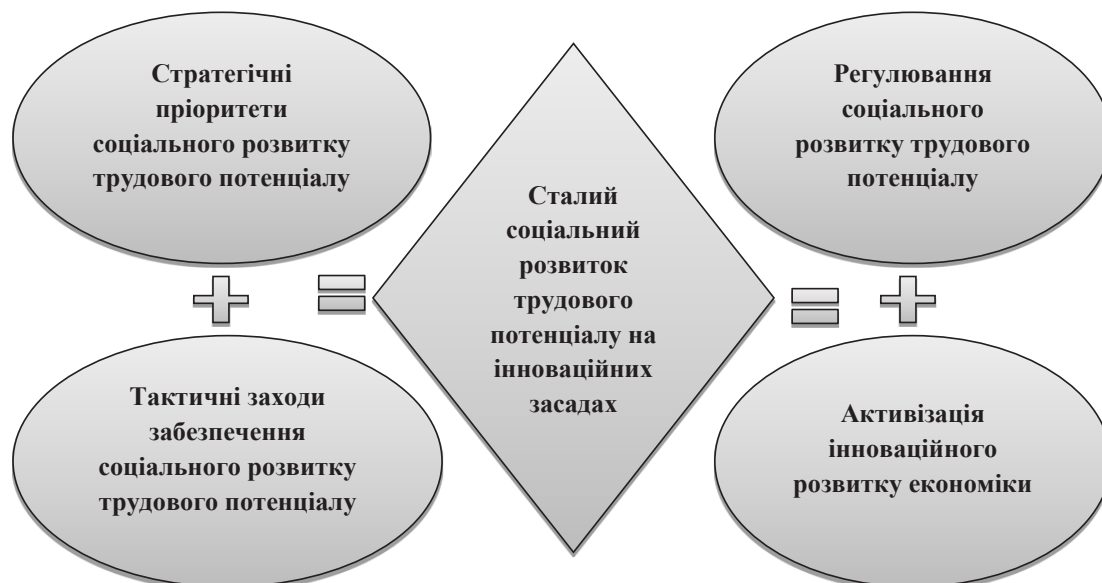 Стратегічні
пріоритети
соціального розвитку
трудового потенціалу
Тактичні заходи
забезпечення
соціального розвитку
трудового потенціалу
Сталий
соціальний
розвиток
трудового
потенціалу на
інноваційних
засадах
Регулювання
соціального
розвитку трудового
потенціалу
Активізація
інноваційного
розвитку економіки